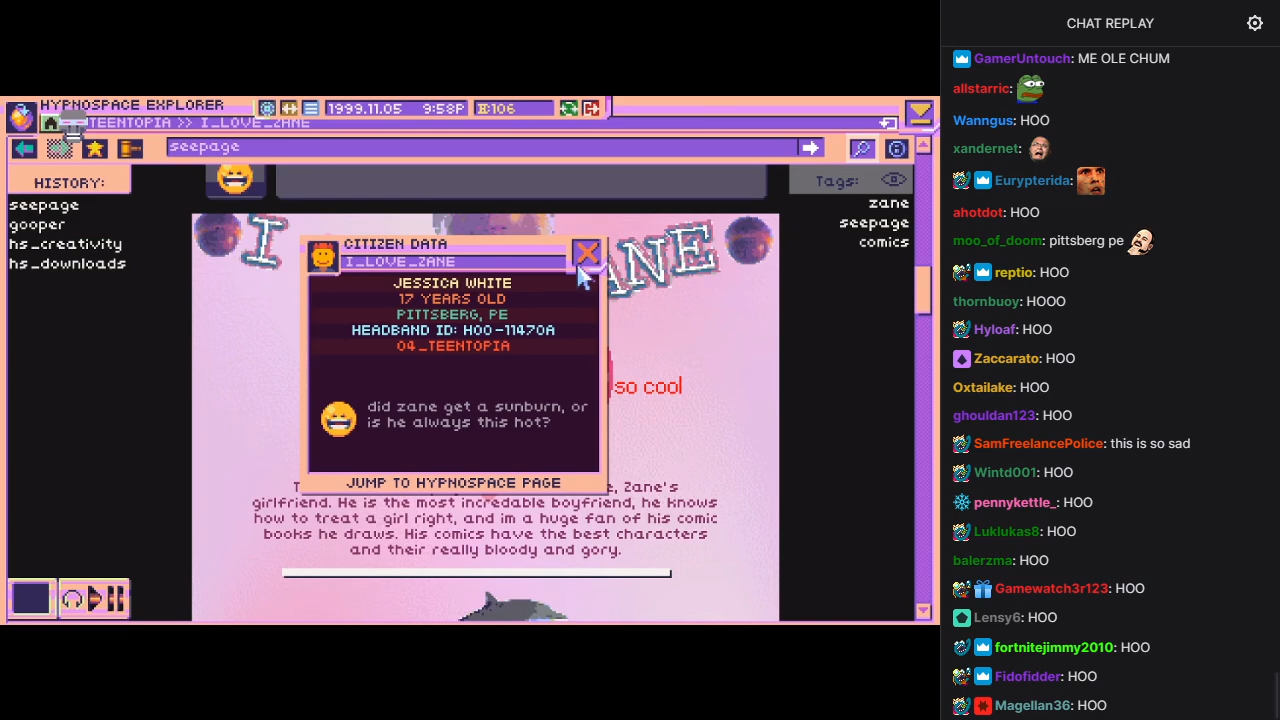 HYPNOSPACE EXPLORER
1999.11.05 9:58P
106
TEENTOPIA >> I_LOVE_ZANE
seepage
HISTORY:
seepage
gooper
hs_creativity
hs_downloads
Tags:
zane
seepage
comics
I
ANE
CITIZEN DATA
I_LOVE_ZANE
JESSICA WHITE
17 YEARS OLD
PITTSBERG, PE
HEADBAND ID: HOO-11470A
04_TEENTOPIA
did zane get a sunburn, or
is he always this hot?
JUMP TO HYPNOSPACE PAGE
so cool
e, Zane's
girlfriend. He is the most incredable boyfriend, he knows
how to treat a girl right, and im a huge fan of his comic
books he draws. His comics have the best characters
and their really bloody and gory.
CHAT REPLAY
GamerUntouch: ME OLE CHUM
allstarric:
Wanngus: HOO
xandernet:
Eurypterida:
ahotdot: HOO
moo_of_doom: pittsberg pe
reptio: HOO
thornbuoy: HOOO
Hyloaf: HOO
Zaccarato: HOO
Oxtailake: HOO
ghouldan123: HOO
SamFreelancePolice: this is so sad
Wintd001: HOO
pennykettle_: HOO
Luklukas8: HOO
balerzma: HOO
Gamewatch3r123: HOO
Lensy6: HOO
fortnitejimmy2010: HOO
Fidofidder: HOO
Magellan36: HOO